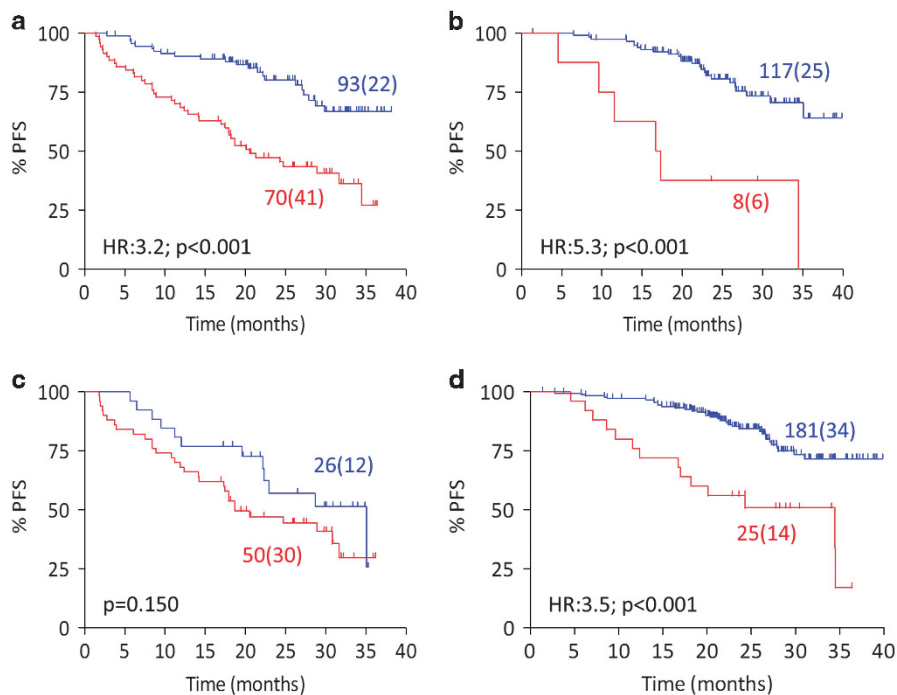 a
100
75
50
25
0
% PFS
93(22)
70(41)
HR:3.2; p<0.001
0 5 10 15 20 25 30 35 40
Time (months)
b
100
75
50
25
0
% PFS
117(25)
8(6)
HR:5.3; p<0.001
0 5 10 15 20 25 30 35 40
Time (months)
c
100
75
50
25
0
% PFS
26(12)
50(30)
p=0.150
0 5 10 15 20 25 30 35 40
Time (months)
d
100
75
50
25
0
% PFS
181(34)
25(14)
HR:3.5; p<0.001
0 5 10 15 20 25 30 35 40
Time (months)